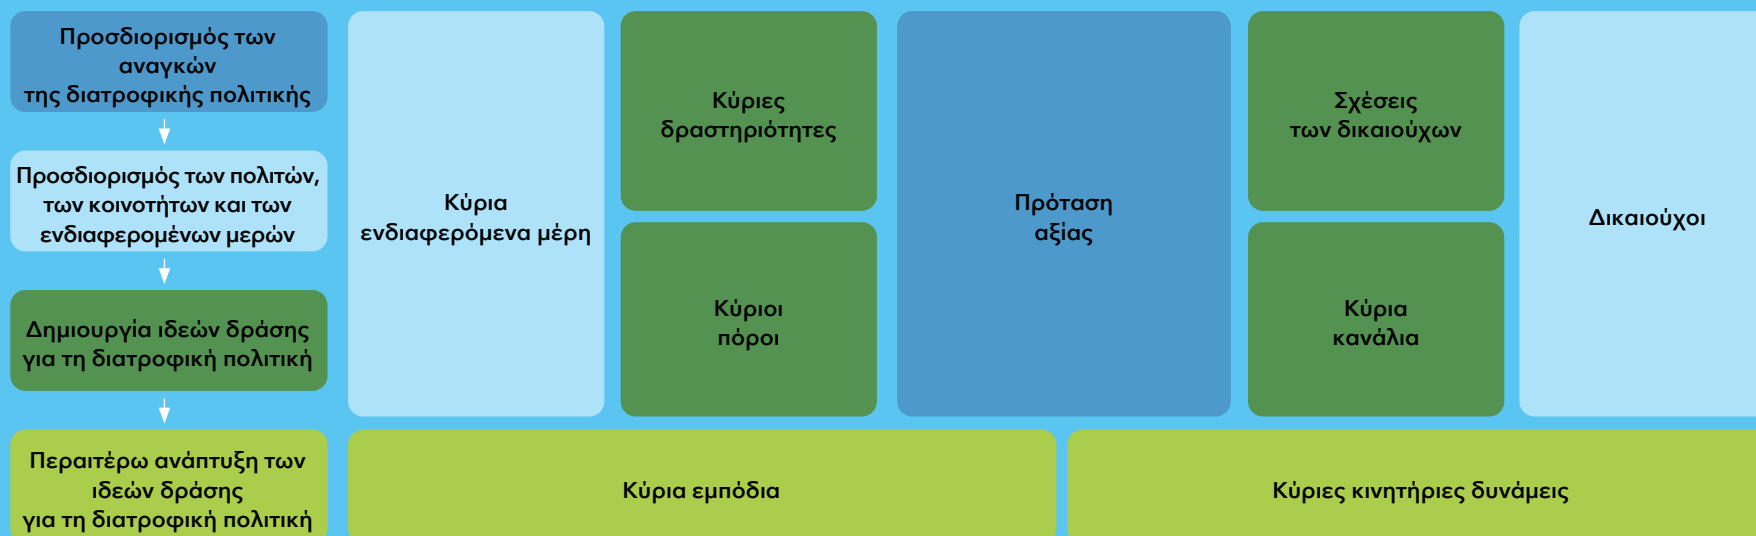 Προσδιορισμός των
αναγκών
της διατροφικής πολιτικής
Προσδιορισμός των πολιτών,
των κοινοτήτων και των
ενδιαφερομένων μερών
Δημιουργία ιδεών δράσης
για τη διατροφική πολιτική
Περαιτέρω ανάπτυξη των
ιδεών δράσης
για τη διατροφική πολιτική
Κύρια
ενδιαφερόμενα μέρη
Κύριες
δραστηριότητες
Κύριοι
πόροι
Πρόταση
αξίας
Σχέσεις
των δικαιούχων
Κύρια
κανάλια
Δικαιούχοι
Κύρια εμπόδια
Κύριες κινητήριες δυνάμεις